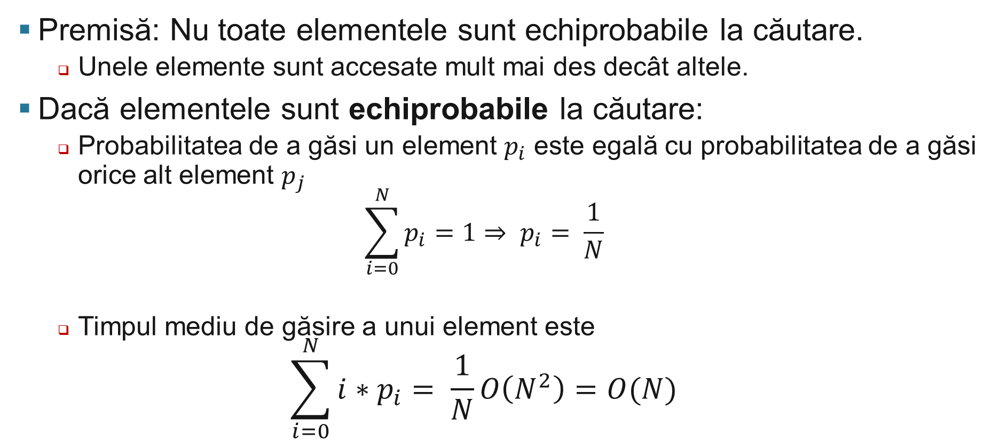 Premisă: Nu toate elementele sunt echiprobabile la căutare.
Unele elemente sunt accesate mult mai des decât altele.
Dacă elementele sunt echiprobabile la căutare:
Probabilitatea de a găsi un element p_i este egală cu probabilitatea de a găsi
orice alt element p_j
\sum_{i=0}^{N} p_i = 1 ⇒ p_i = \frac{1}{N}
Timpul mediu de găsire a unui element este
\sum_{i=0}^{N} i * p_i = \frac{1}{N} O(N^2) = O(N)